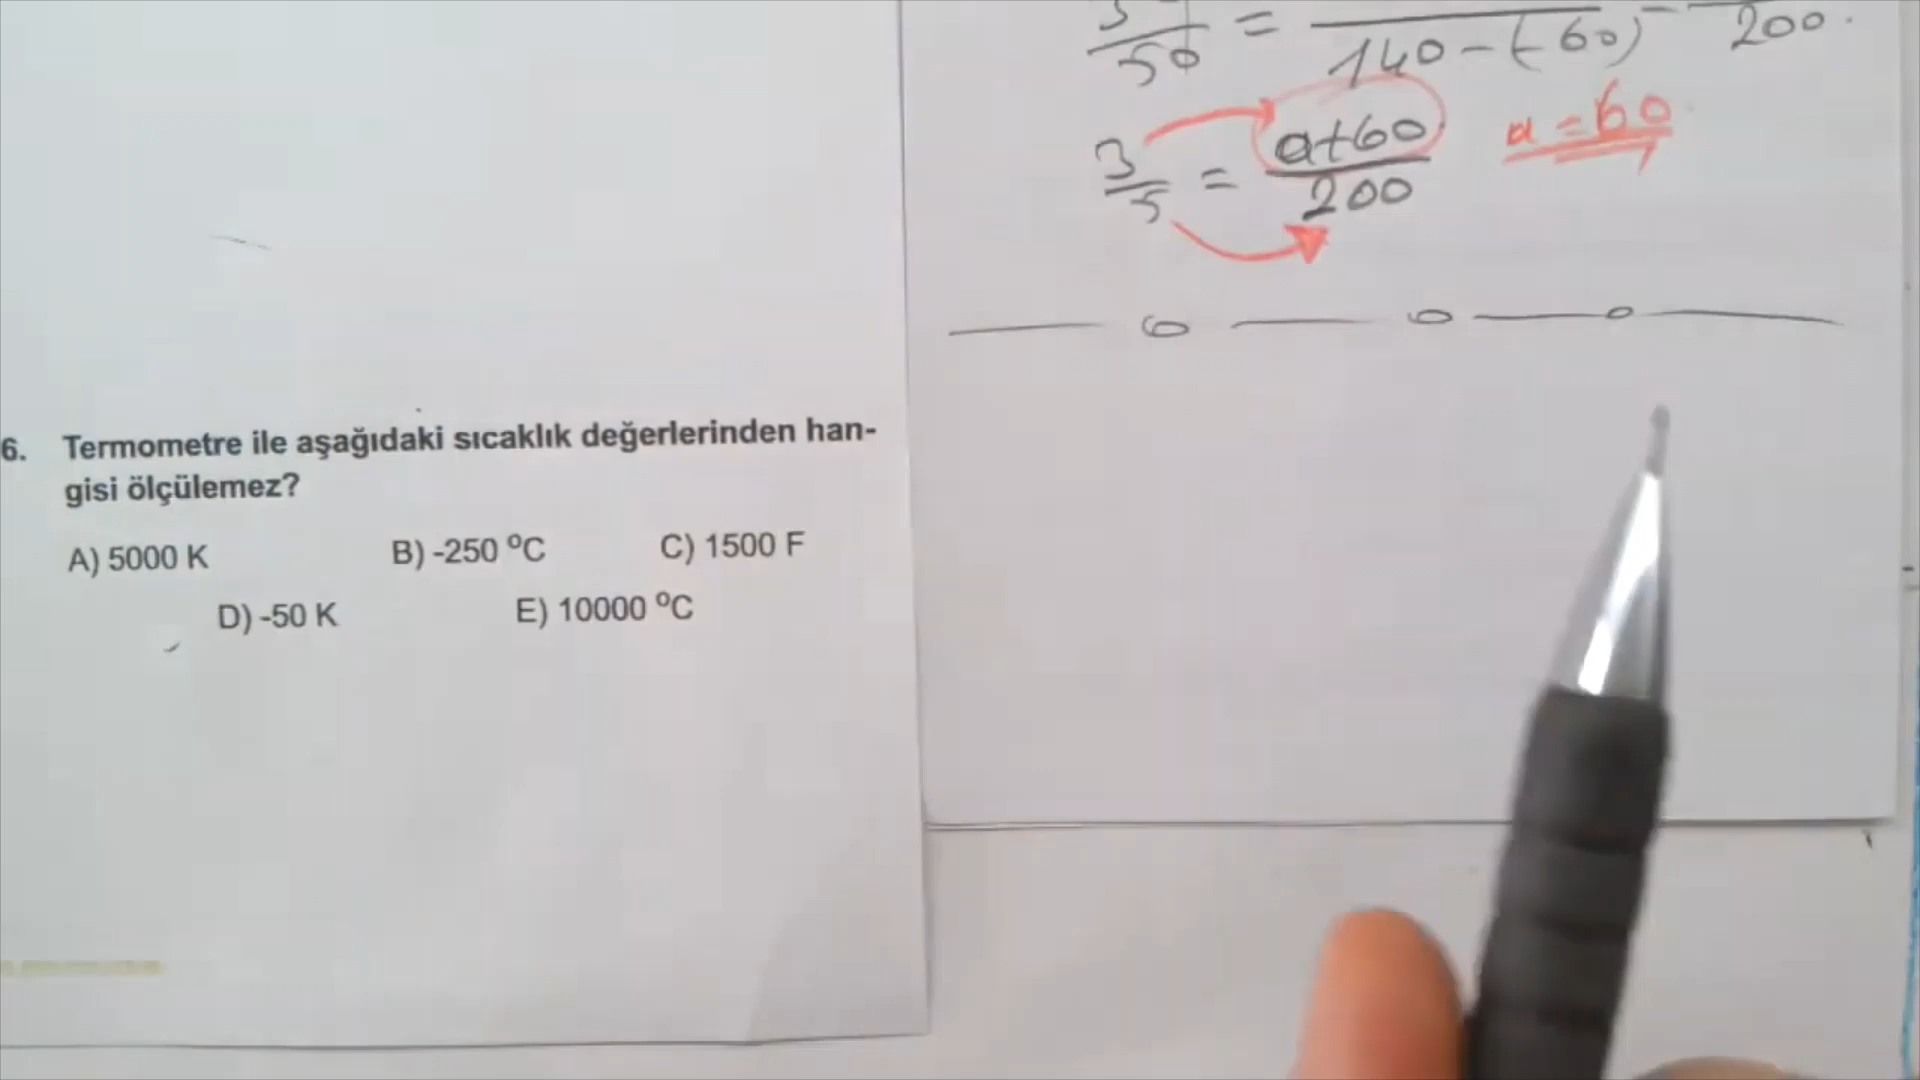 6. Termometre ile aşağıdaki sıcaklık değerlerinden han-
gisi ölçülemez?
A) 5000 K B) -250 °C C) 1500 F
D) -50 K E) 10000 °C
50 = 140 - (-60) = 200.
3/5 = a+60/200 a = 60